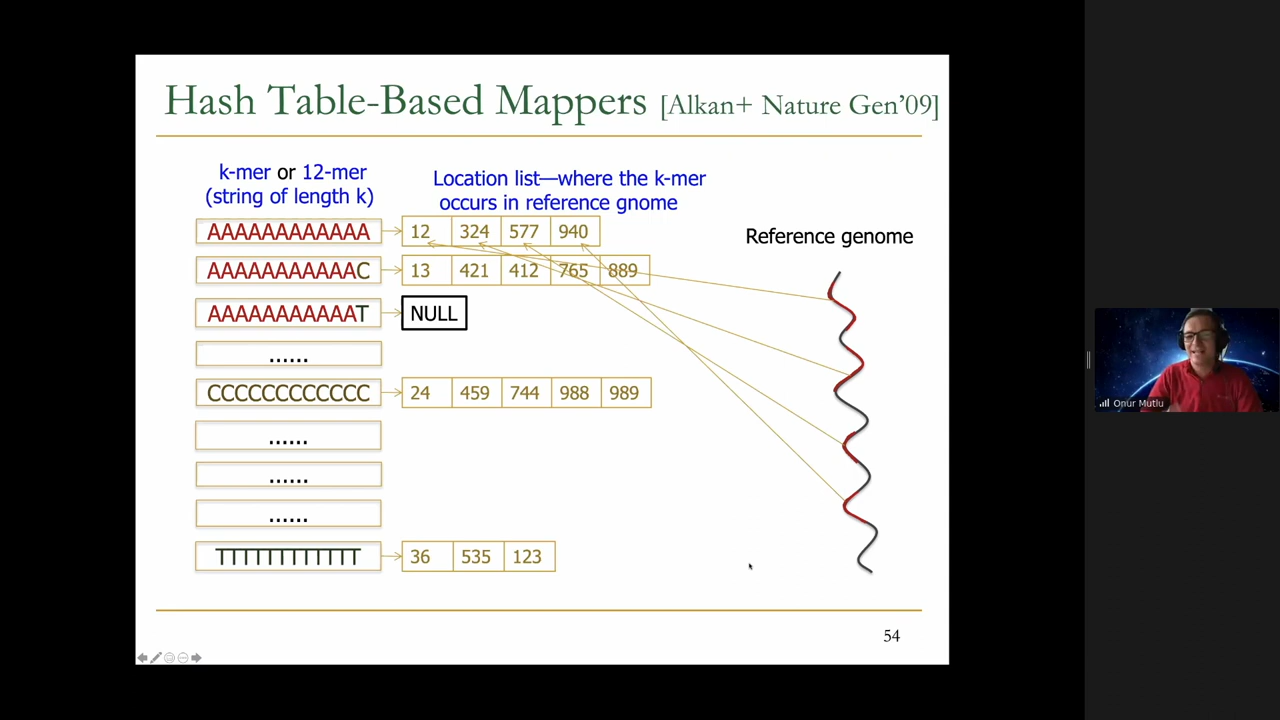 Hash Table-Based Mappers [Alkan+ Nature Gen’09]
k-mer or 12-mer
(string of length k)
Location list—where the k-mer
occurs in reference gnome
Reference genome
AAAAAAAAAAAA 12 324 577 940
AAAAAAAAAAAC 13 421 412 765 889
AAAAAAAAAAAT NULL
......
CCCCCCCCCCCC 24 459 744 988 989
......
......
......
TTTTTTTTTTTT 36 535 123
54
Onur Mutlu